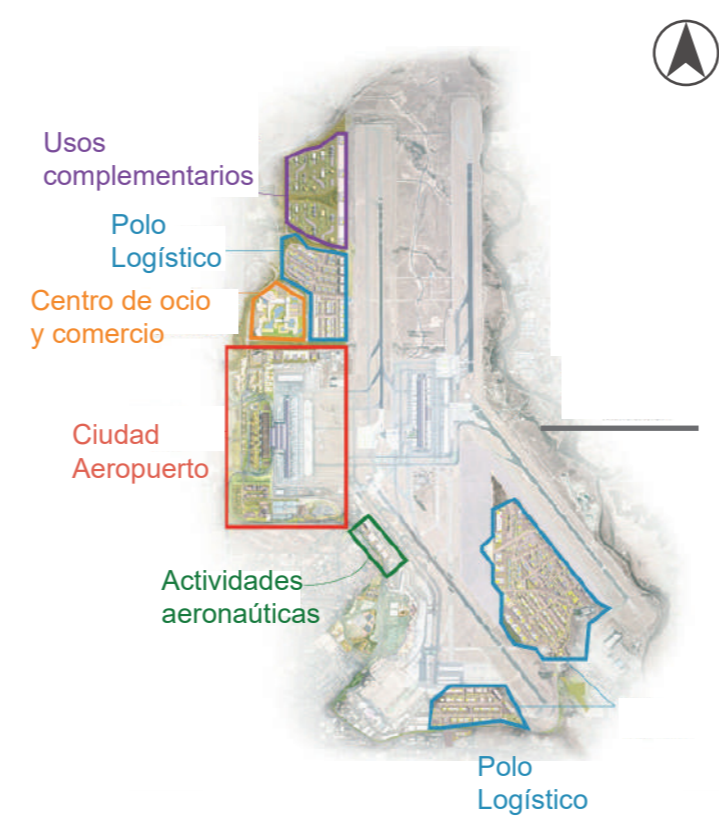 Usos
complementarios
Polo
Logístico
Centro de ocio
y comercio
Ciudad
Aeropuerto
Actividades
aeronaúticas
Polo
Logístico